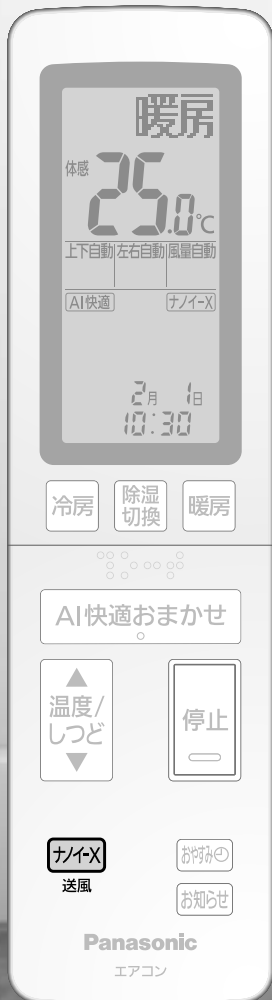 暖房
体感
25.0℃
上下自動 左右自動 風量自動
AI快適 ナノイーX
2月 1日
10:30
冷房 除湿切換 暖房
AI快適おまかせ
▲
温度/
しつど
▼
停止
ナノイーX
送風
おやすみ
お知らせ
Panasonic
エアコン